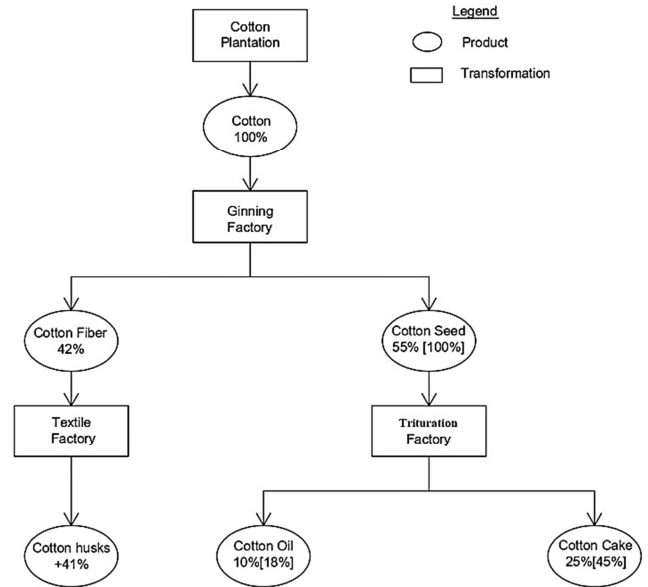 Cotton
Plantation
Legend
Product
Transformation
Cotton
100%
Ginning
Factory
Cotton Fiber
42%
Cotton Seed
55% [100%]
Textile
Factory
Trituration
Factory
Cotton husks
+41%
Cotton Oil
10%[18%]
Cotton Cake
25%[45%]